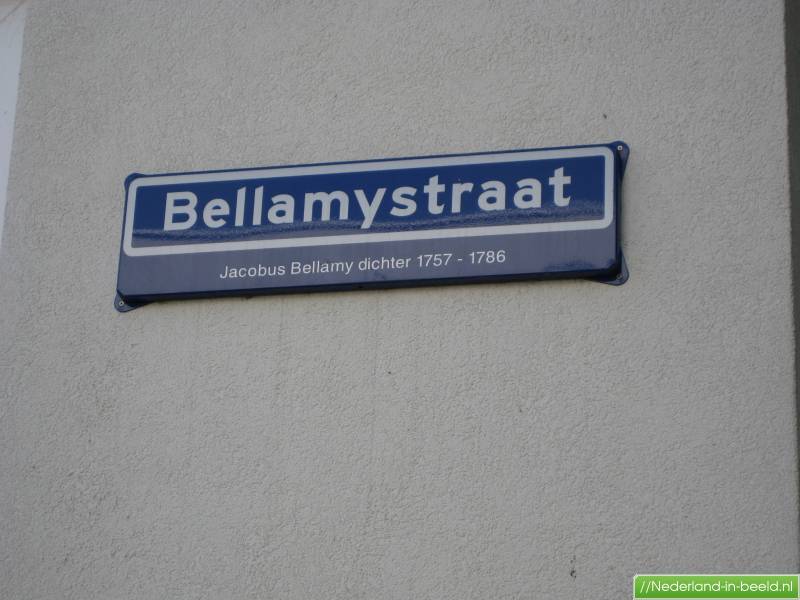 Bellamystraat
Jacobus Bellamy dichter 1757 - 1786
//Nederland-in-beeld.nl